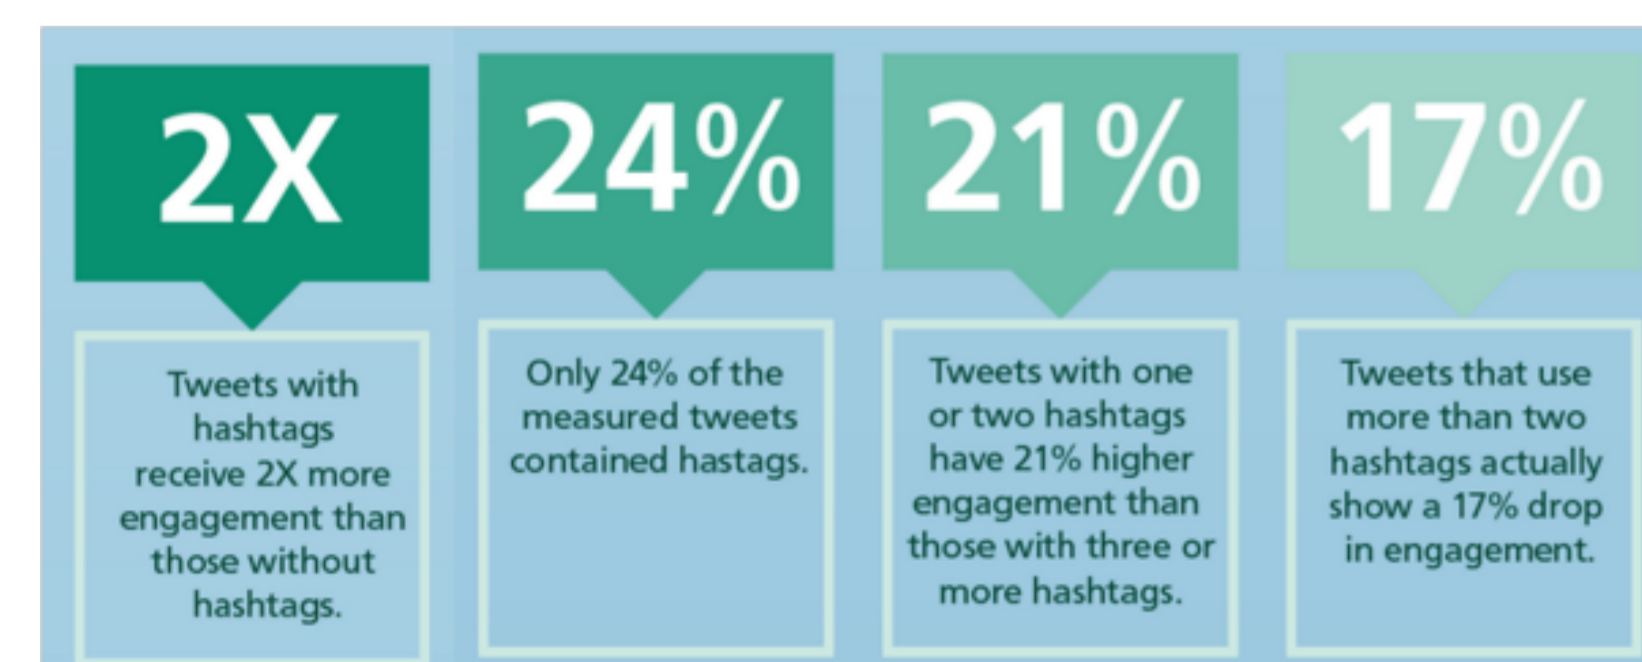 2X
Tweets with
hashtags
receive 2X more
engagement than
those without
hashtags.
24%
Only 24% of the
measured tweets
contained hastags.
21%
Tweets with one
or two hashtags
have 21% higher
engagement than
those with three or
more hashtags.
17%
Tweets that use
more than two
hashtags actually
show a 17% drop
in engagement.